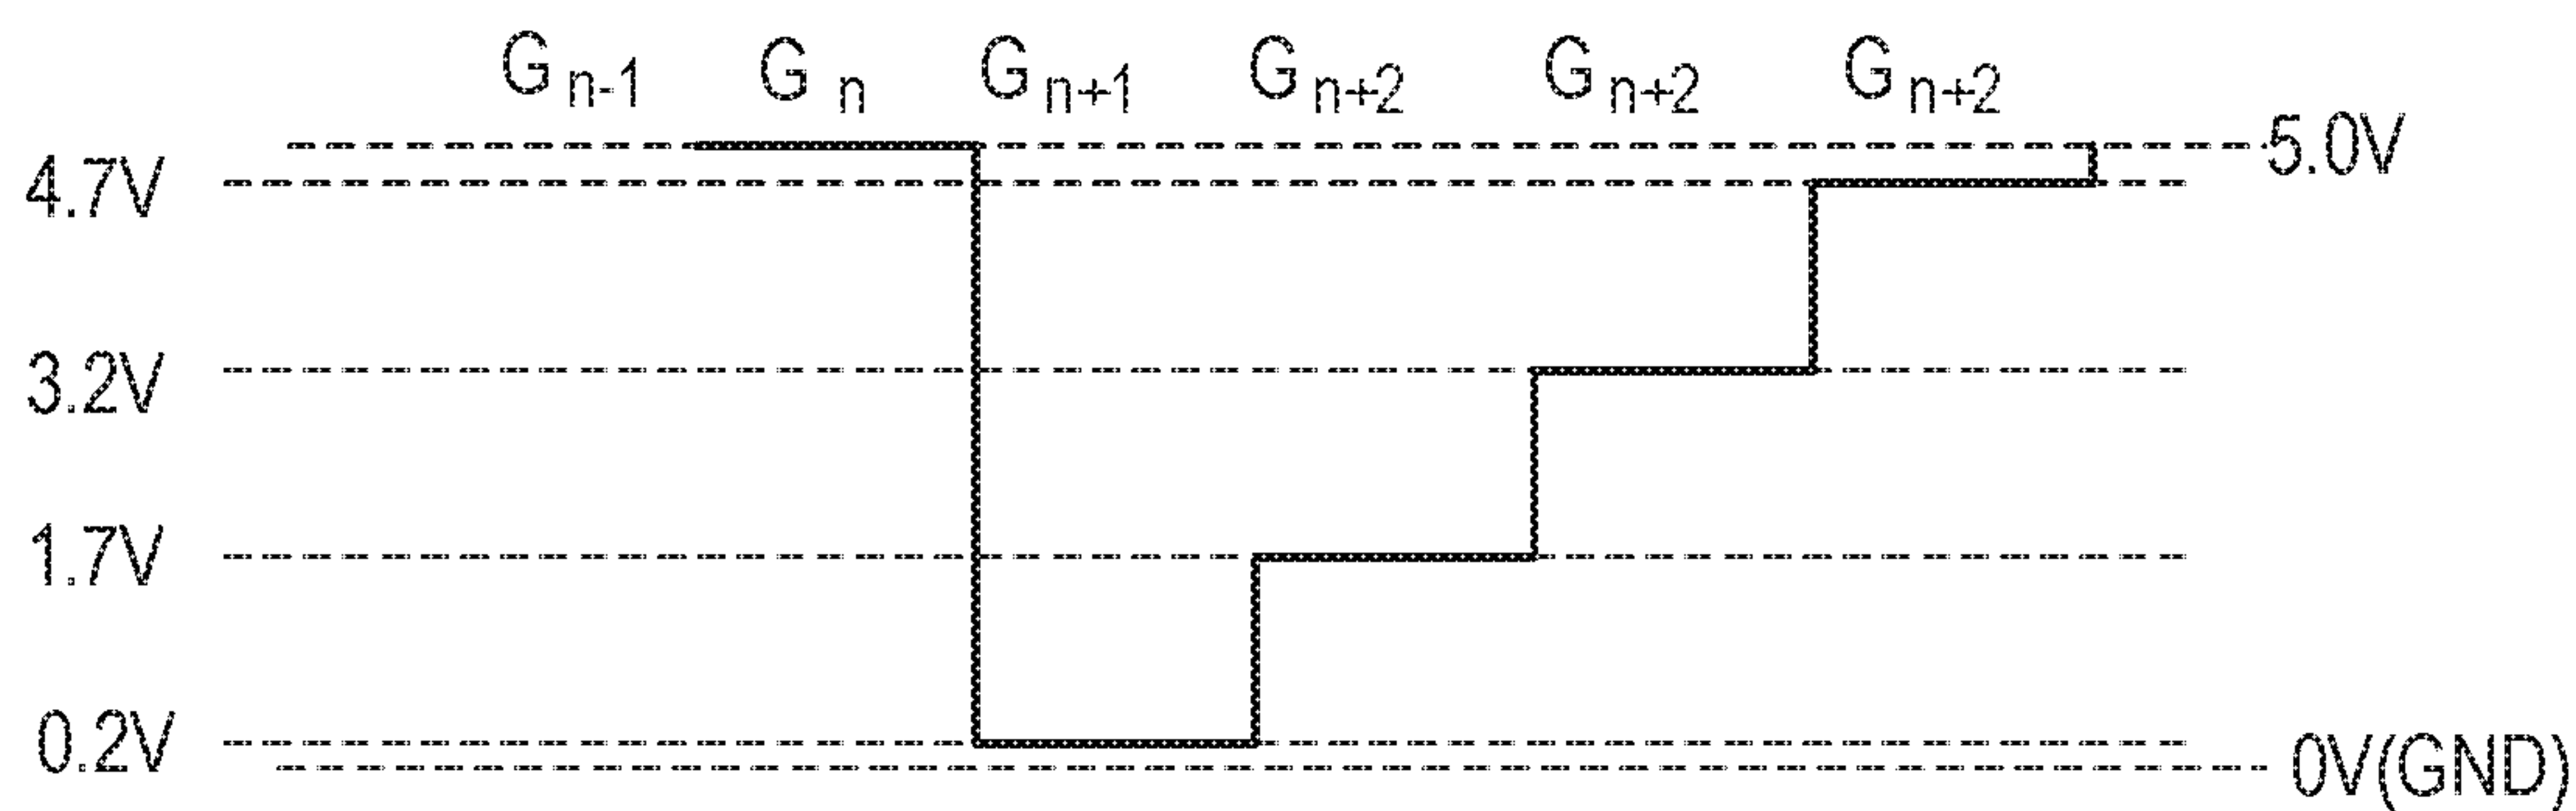 G n-1 G n G n+1 G n+2 G n+2 G n+2
5.0V
4.7V
3.2V
1.7V
0.2V
0V(GND)